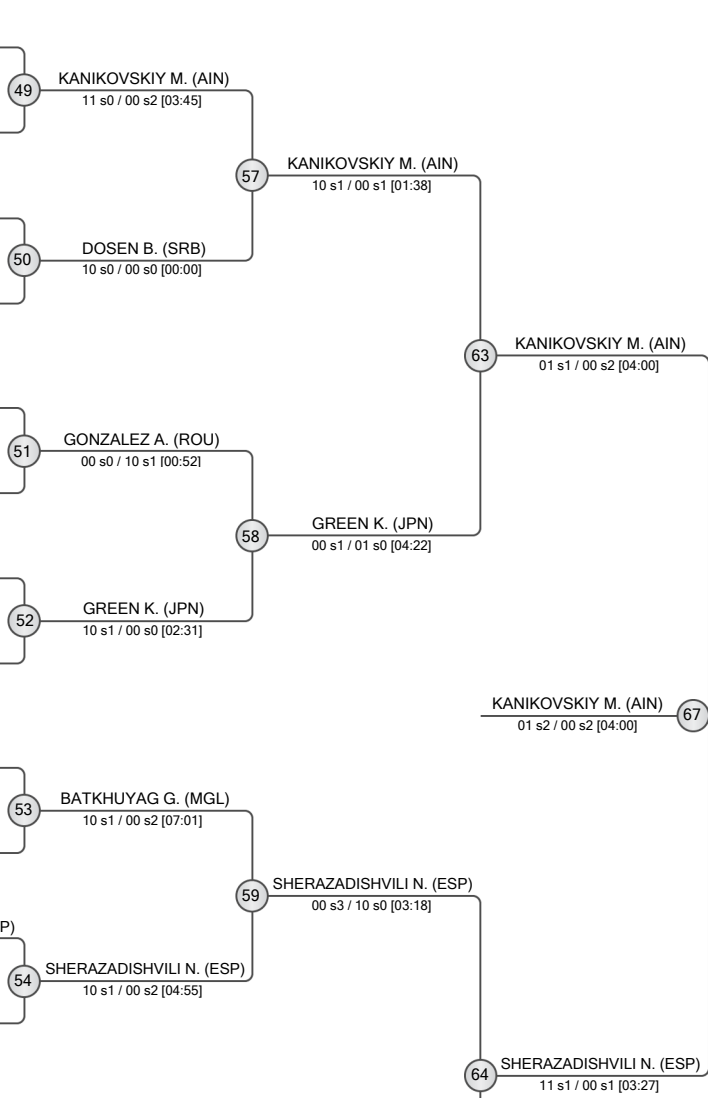 49
KANIKOVSKIY M. (AIN)
11 s0 / 00 s2 [03:45]
57
KANIKOVSKIY M. (AIN)
10 s1 / 00 s1 [01:38]
50
DOSEN B. (SRB)
10 s0 / 00 s0 [00:00]
63
KANIKOVSKIY M. (AIN)
01 s1 / 00 s2 [04:00]
51
GONZALEZ A. (ROU)
00 s0 / 10 s1 [00:52]
58
GREEN K. (JPN)
00 s1 / 01 s0 [04:22]
52
GREEN K. (JPN)
10 s1 / 00 s0 [02:31]
KANIKOVSKIY M. (AIN)
01 s2 / 00 s2 [04:00]
67
53
BATKHUYAG G. (MGL)
10 s1 / 00 s2 [07:01]
59
SHERAZADISHVILI N. (ESP)
00 s3 / 10 s0 [03:18]
P)
54
SHERAZADISHVILI N. (ESP)
10 s1 / 00 s2 [04:55]
64
SHERAZADISHVILI N. (ESP)
11 s1 / 00 s1 [03:27]